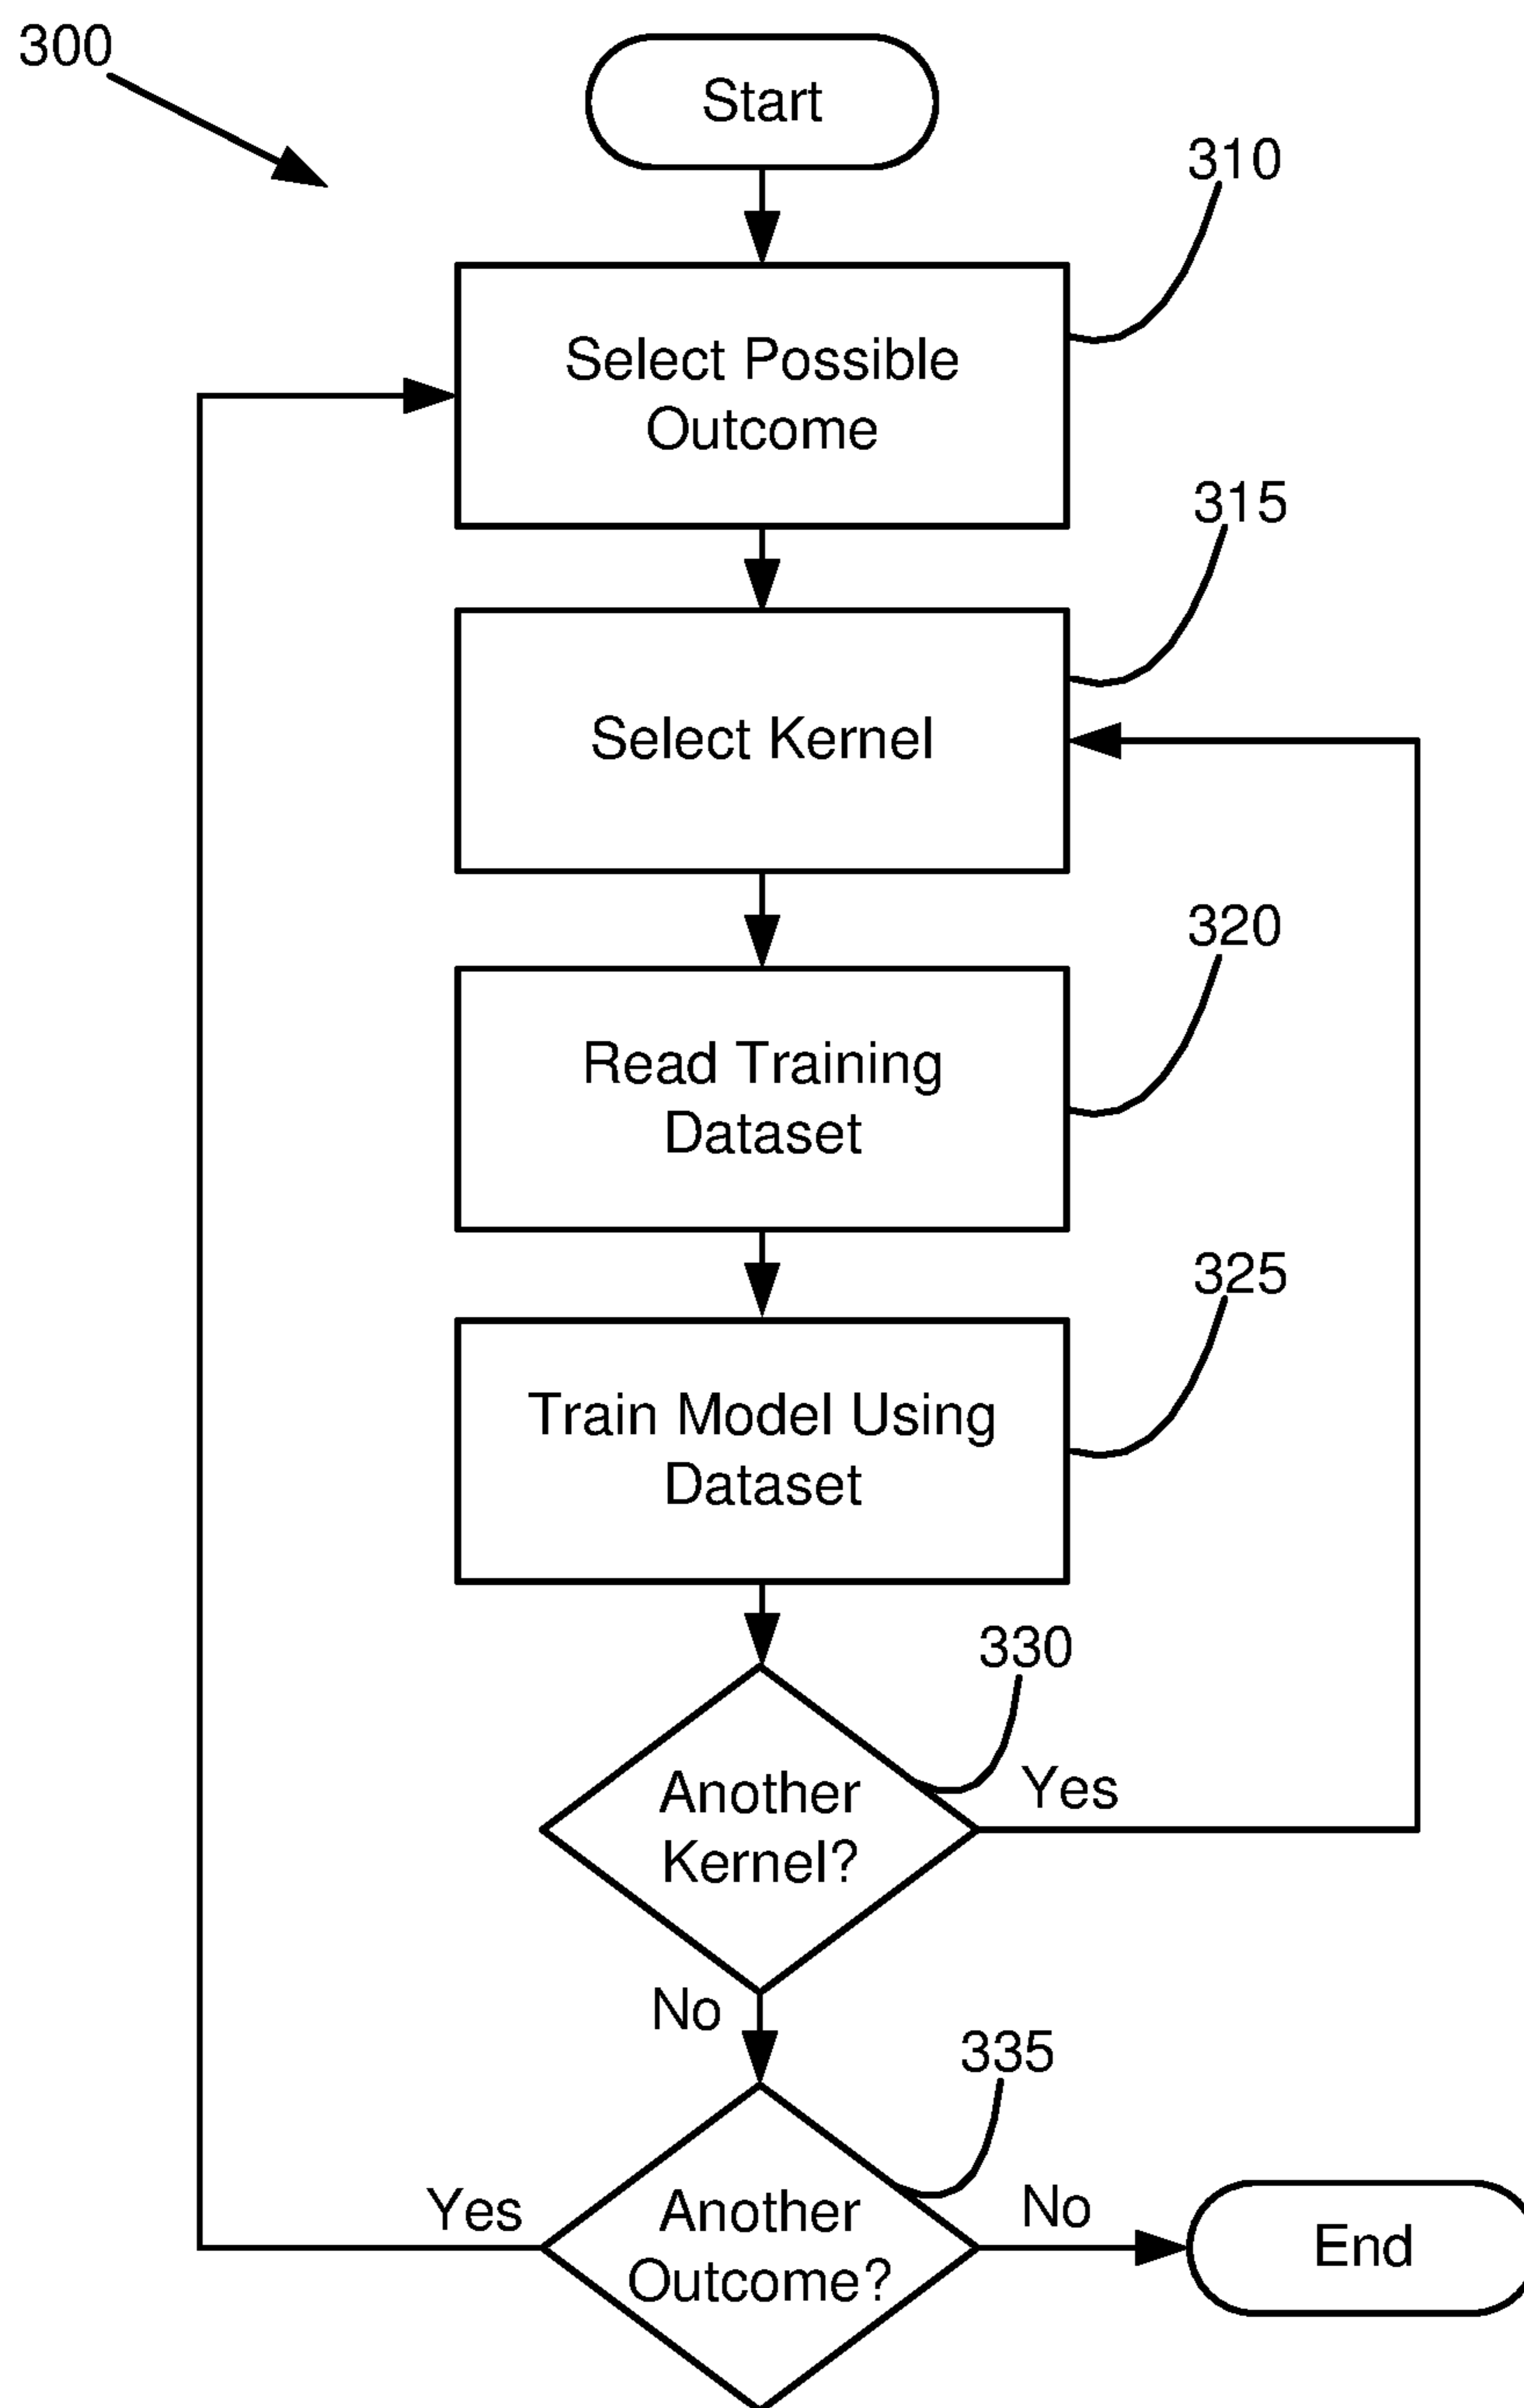 300
Start
310
Select Possible
Outcome
315
Select Kernel
320
Read Training
Dataset
325
Train Model Using
Dataset
330
Another
Kernel?
Yes
No
335
Yes
Another
Outcome?
No
End